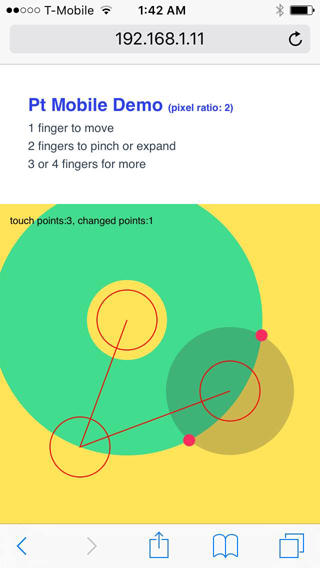 T-Mobile 1:42 AM
192.168.1.11
Pt Mobile Demo (pixel ratio: 2)
1 finger to move
2 fingers to pinch or expand
3 or 4 fingers for more
touch points:3, changed points:1